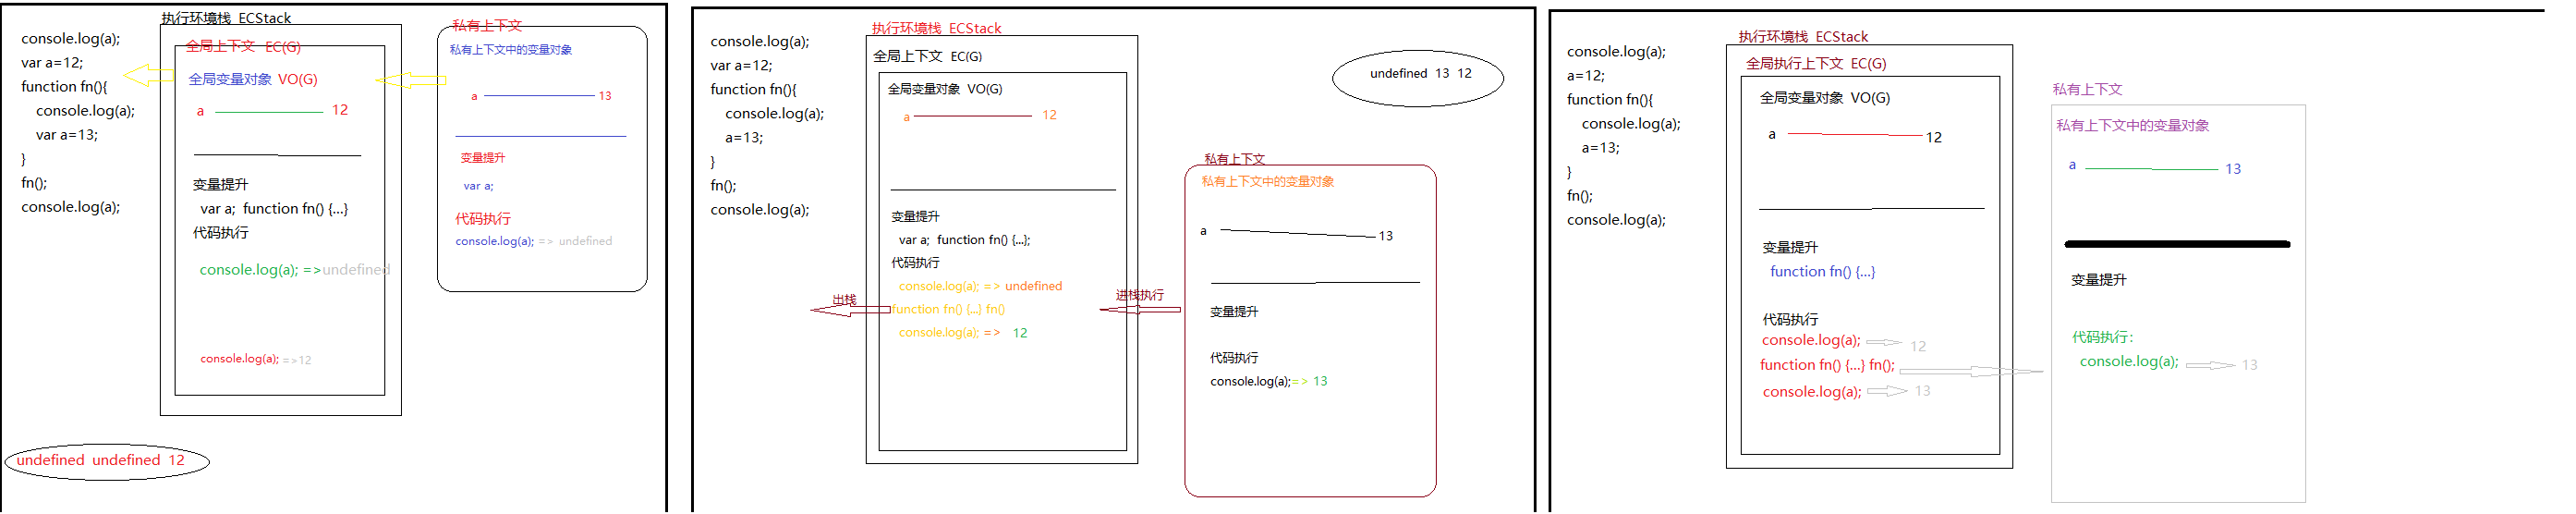 console.log(a);
var a=12;
function fn(){
console.log(a);
var a=13;
}
fn();
console.log(a);
执行环境栈 ECStack
全局上下文 EC(G)
全局变量对象 VO(G)
a 12
变量提升
var a; function fn() {...}
代码执行
console.log(a); =>undefined
console.log(a); =>12
私有上下文
私有上下文中的变量对象
a 13
变量提升
var a;
代码执行
console.log(a); => undefined
undefined undefined 12
console.log(a);
var a=12;
function fn(){
console.log(a);
a=13;
}
fn();
console.log(a);
执行环境栈 ECStack
全局上下文 EC(G)
全局变量对象 VO(G)
a 12
变量提升
var a; function fn() {...};
代码执行
console.log(a); => undefined
function fn() {...} fn()
console.log(a); => 12
出栈
进栈执行
undefined 13 12
私有上下文
私有上下文中的变量对象
a 13
变量提升
代码执行
console.log(a);=> 13
console.log(a);
a=12;
function fn(){
console.log(a);
a=13;
}
fn();
console.log(a);
执行环境栈 ECStack
全局执行上下文 EC(G)
全局变量对象 VO(G)
a 12
变量提升
function fn() {...}
代码执行
console.log(a); 12
function fn() {...} fn();
console.log(a); 13
私有上下文
私有上下文中的变量对象
a 13
变量提升
代码执行：
console.log(a); 13